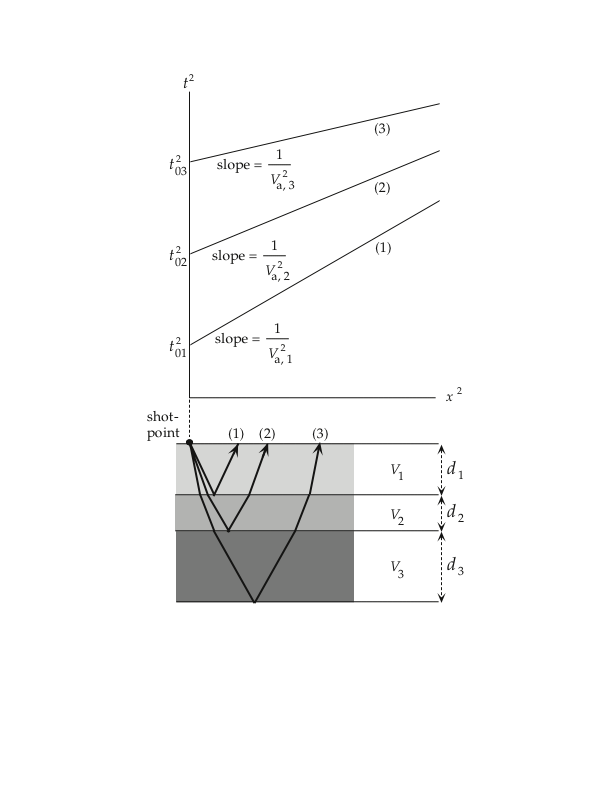 t²
(3)
t²₀₃
slope = 1/V²ₐ,₃
(2)
t²₀₂
slope = 1/V²ₐ,₂
(1)
t²₀₁
slope = 1/V²ₐ,₁
x²
shot-
point
(1) (2) (3)
V₁ d₁
V₂ d₂
V₃ d₃